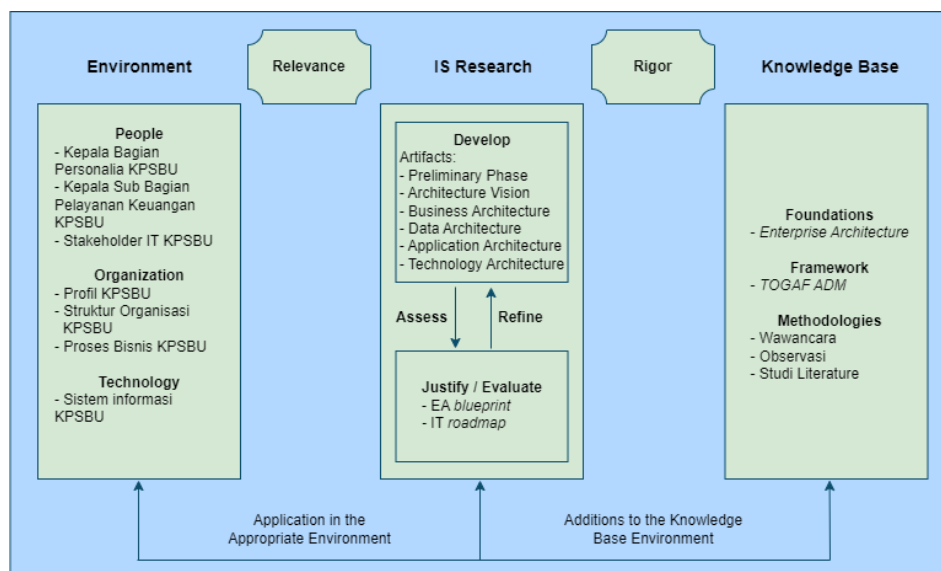 Environment
Relevance
IS Research
Rigor
Knowledge Base
People
- Kepala Bagian
Personalia KPSBU
- Kepala Sub Bagian
Pelayanan Keuangan
KPSBU
- Stakeholder IT KPSBU
Organization
- Profil KPSBU
- Struktur Organisasi
KPSBU
- Proses Bisnis KPSBU
Technology
- Sistem informasi
KPSBU
Develop
Artifacts:
- Preliminary Phase
- Architecture Vision
- Business Architecture
- Data Architecture
- Application Architecture
- Technology Architecture
Assess
Refine
Justify / Evaluate
- EA blueprint
- IT roadmap
Foundations
- Enterprise Architecture
Framework
- TOGAF ADM
Methodologies
- Wawancara
- Observasi
- Studi Literature
Application in the
Appropriate Environment
Additions to the Knowledge
Base Environment